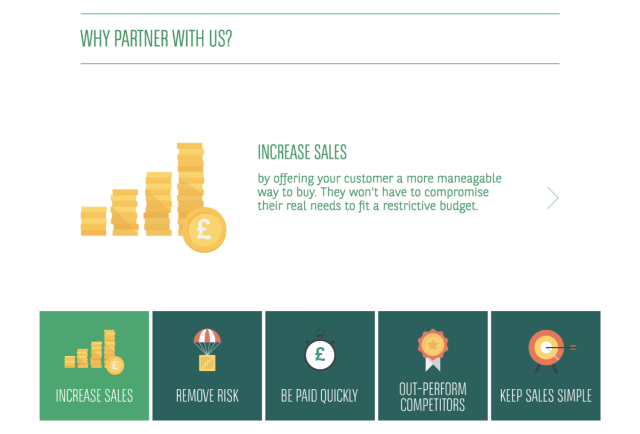 WHY PARTNER WITH US?
INCREASE SALES
by offering your customer a more maneagable
way to buy. They won't have to compromise
their real needs to fit a restrictive budget.
£
£
£
INCREASE SALES
REMOVE RISK
BE PAID QUICKLY
OUT-PERFORM
COMPETITORS
KEEP SALES SIMPLE